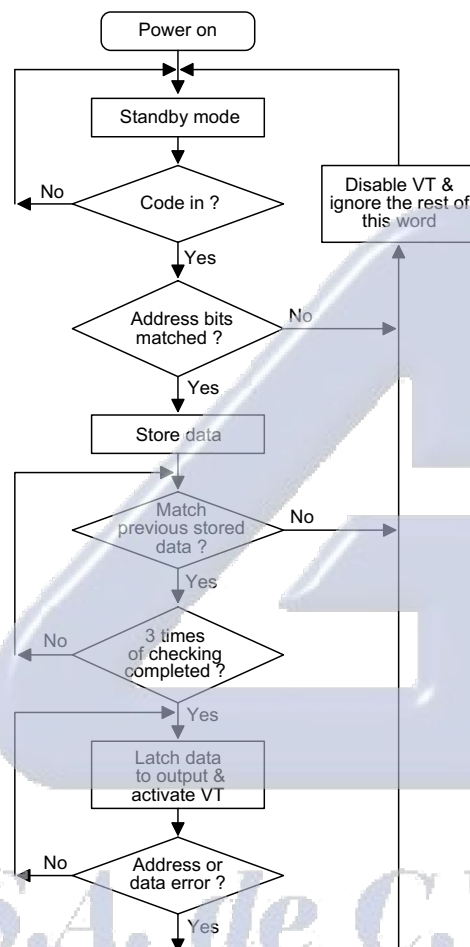 Power on
Standby mode
No
Code in ?
Disable VT &
ignore the rest of
this word
Yes
Address bits
matched ?
No
Yes
Store data
Match
previous stored
data ?
No
Yes
No
3 times
of checking
completed ?
Yes
Latch data
to output &
activate VT
No
Address or
data error ?
Yes
S.A. de C.